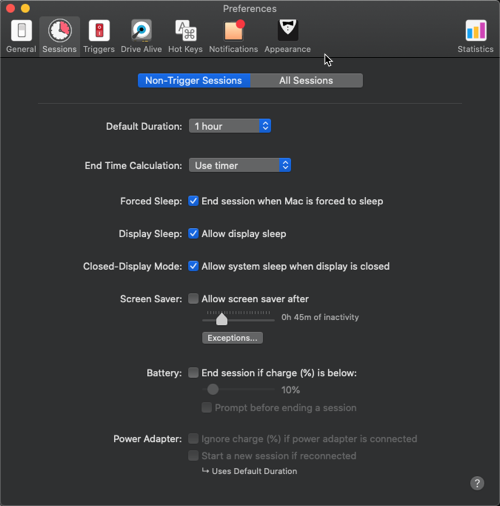 Preferences
General Sessions Triggers Drive Alive Hot Keys Notifications Appearance Statistics
Non-Trigger Sessions All Sessions
Default Duration: 1 hour
End Time Calculation: Use timer
Forced Sleep: End session when Mac is forced to sleep
Display Sleep: Allow display sleep
Closed-Display Mode: Allow system sleep when display is closed
Screen Saver: Allow screen saver after
0h 45m of inactivity
Exceptions...
Battery: End session if charge (%) is below:
10%
Prompt before ending a session
Power Adapter: Ignore charge (%) if power adapter is connected
Start a new session if reconnected
↳ Uses Default Duration
?